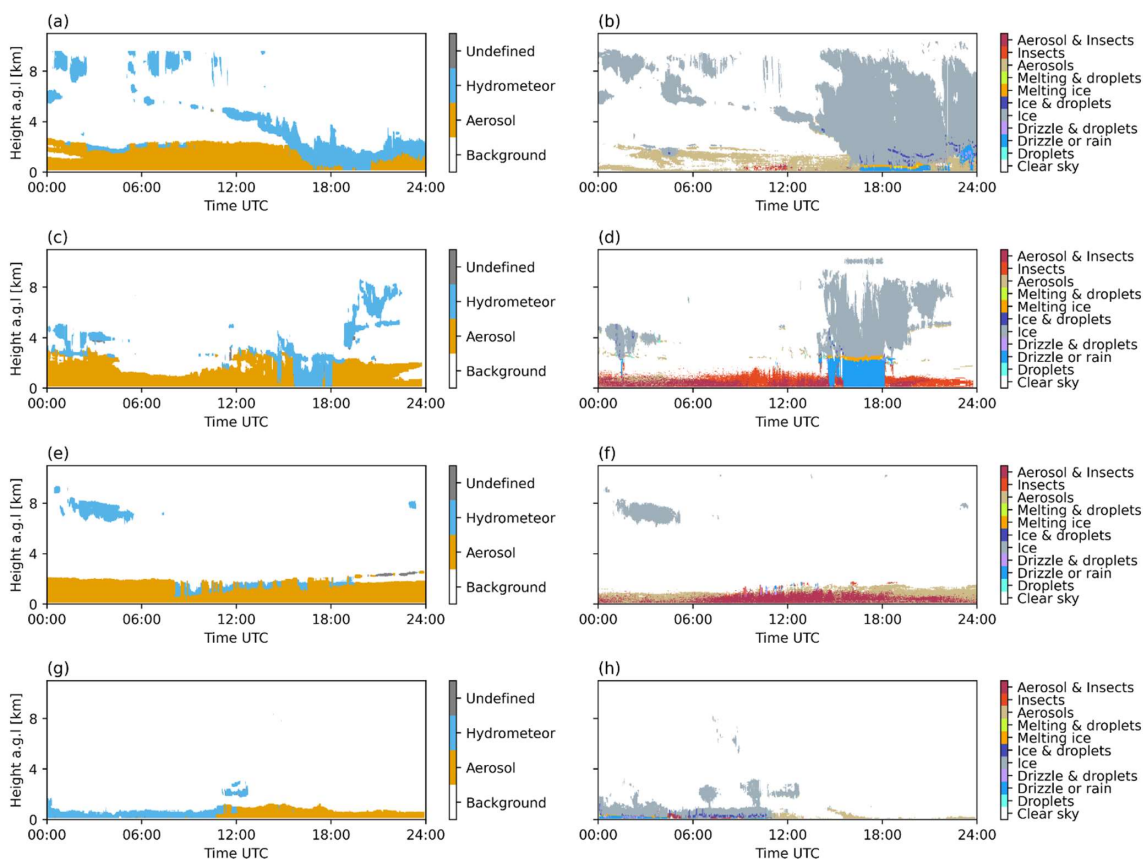 (a)
Height a.g.l [km]
8
4
0
00:00 06:00 12:00 18:00 24:00
Time UTC
Undefined
Hydrometeor
Aerosol
Background
(b)
00:00 06:00 12:00 18:00 24:00
Time UTC
Aerosol & Insects
Insects
Aerosols
Melting & droplets
Melting ice
Ice & droplets
Ice
Drizzle & droplets
Drizzle or rain
Droplets
Clear sky
(c)
Height a.g.l [km]
8
4
0
00:00 06:00 12:00 18:00 24:00
Time UTC
Undefined
Hydrometeor
Aerosol
Background
(d)
00:00 06:00 12:00 18:00 24:00
Time UTC
Aerosol & Insects
Insects
Aerosols
Melting & droplets
Melting ice
Ice & droplets
Ice
Drizzle & droplets
Drizzle or rain
Droplets
Clear sky
(e)
Height a.g.l [km]
8
4
0
00:00 06:00 12:00 18:00 24:00
Time UTC
Undefined
Hydrometeor
Aerosol
Background
(f)
00:00 06:00 12:00 18:00 24:00
Time UTC
Aerosol & Insects
Insects
Aerosols
Melting & droplets
Melting ice
Ice & droplets
Ice
Drizzle & droplets
Drizzle or rain
Droplets
Clear sky
(g)
Height a.g.l [km]
8
4
0
00:00 06:00 12:00 18:00 24:00
Time UTC
Undefined
Hydrometeor
Aerosol
Background
(h)
00:00 06:00 12:00 18:00 24:00
Time UTC
Aerosol & Insects
Insects
Aerosols
Melting & droplets
Melting ice
Ice & droplets
Ice
Drizzle & droplets
Drizzle or rain
Droplets
Clear sky